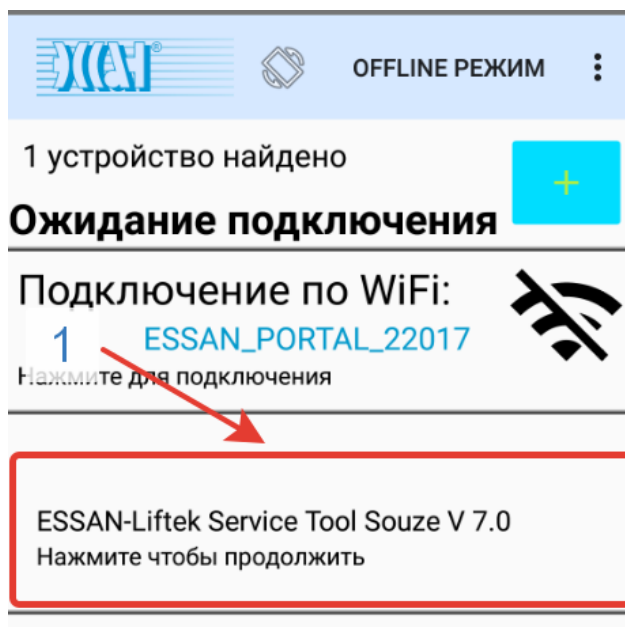 ЭССАН®
OFFLINE РЕЖИМ
1 устройство найдено
+
Ожидание подключения
Подключение по WiFi:
1
ESSAN_PORTAL_22017
Нажмите для подключения
ESSAN-Liftek Service Tool Souze V 7.0
Нажмите чтобы продолжить